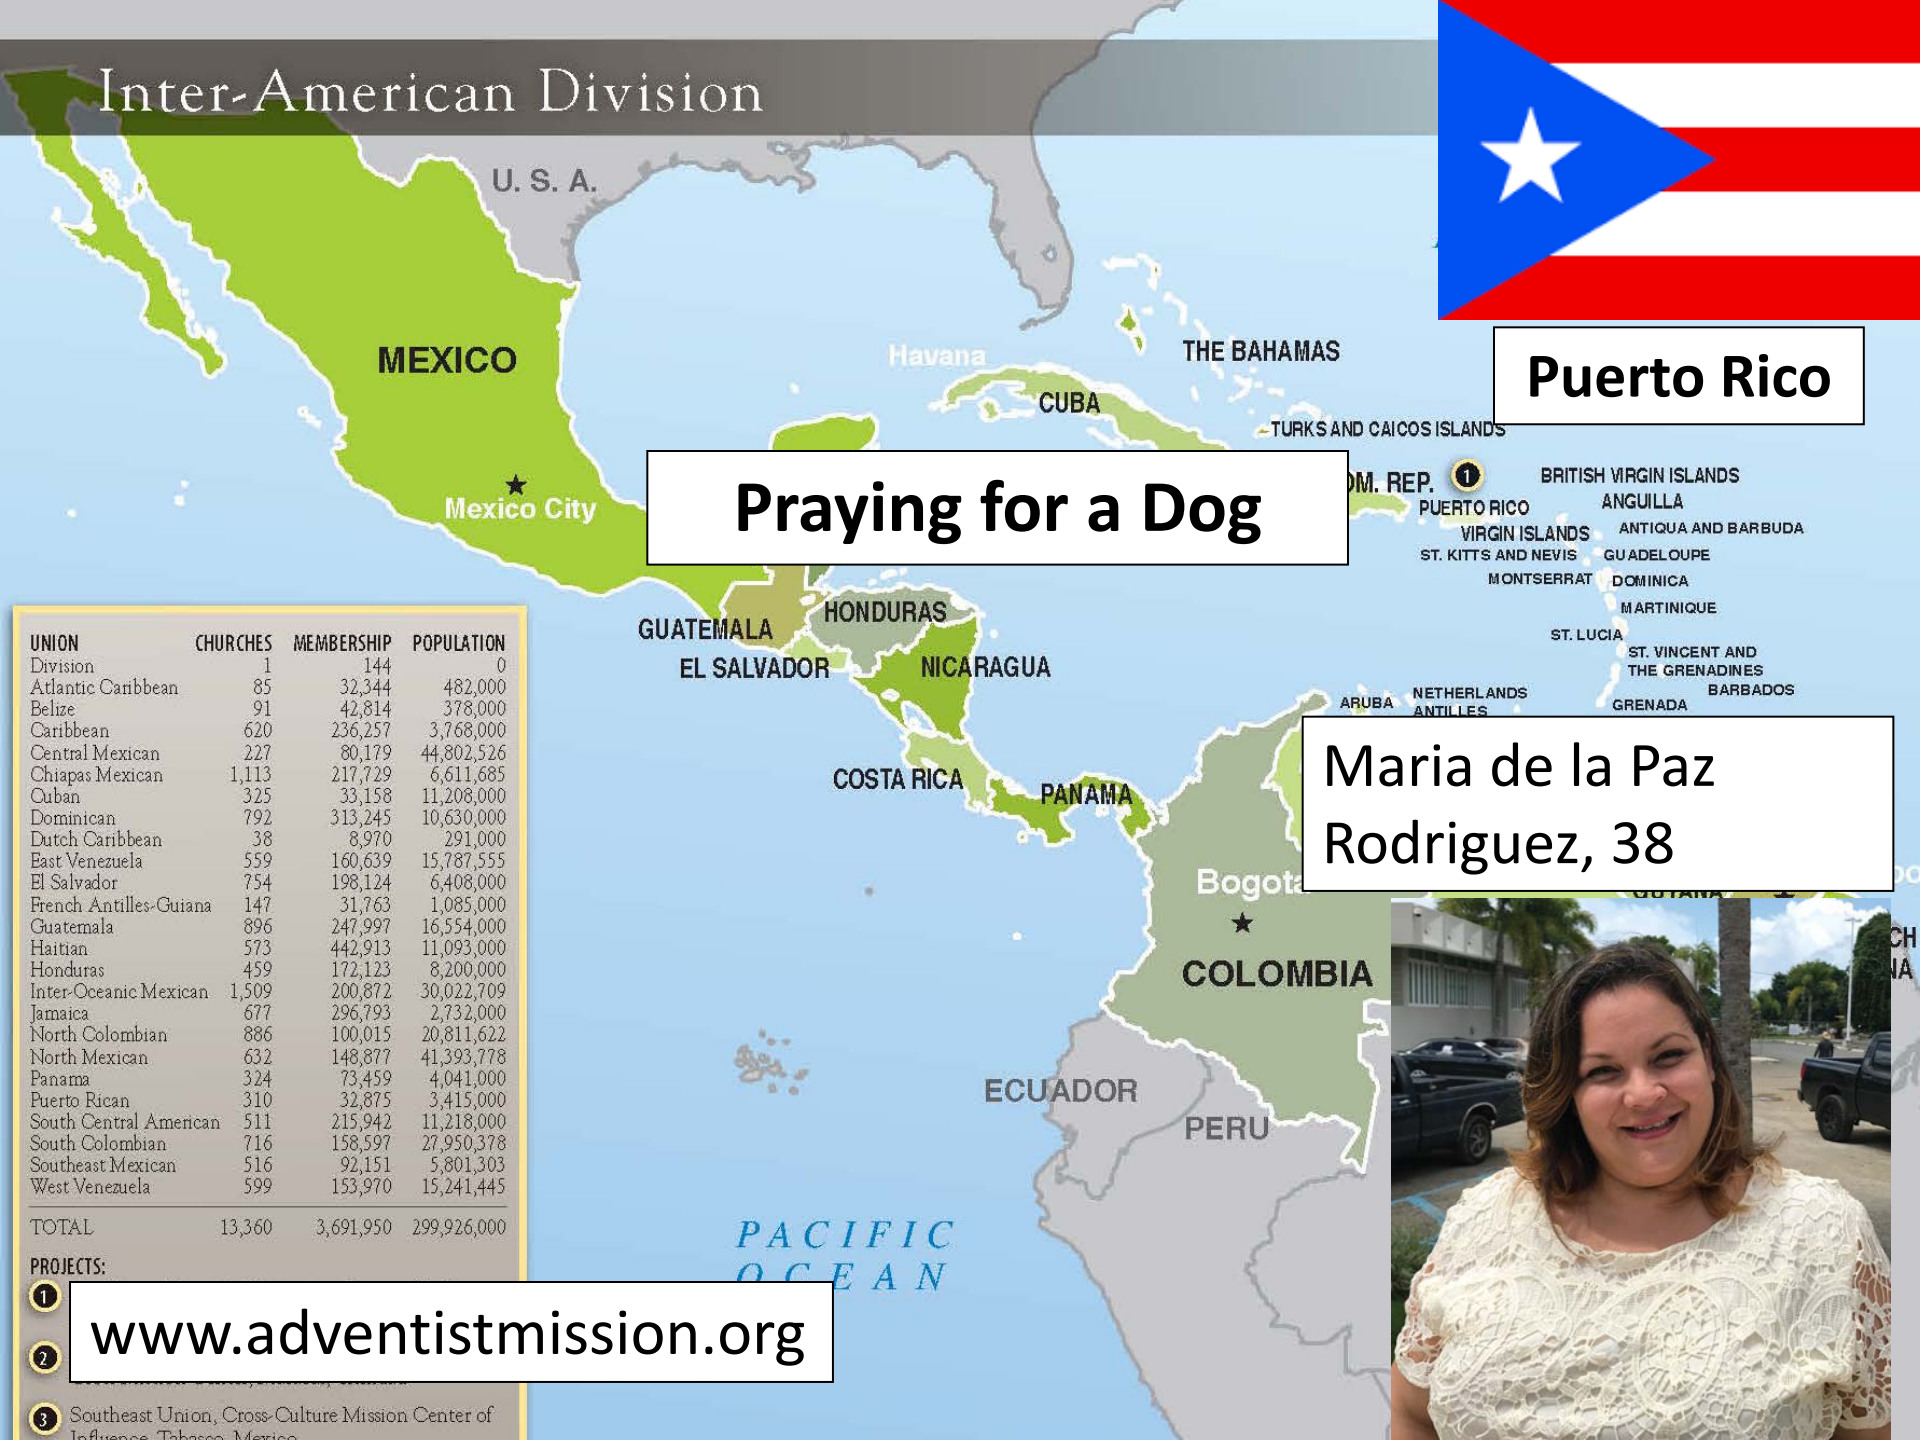 Inter-American Division
U. S. A.
MEXICO
Havana
THE BAHAMAS
Puerto Rico
CUBA
TURKS AND CAICOS ISLANDS
Mexico City
Praying for a Dog
REP.
1
BRITISH VIRGIN ISLANDS
PUERTO RICO
ANGUILLA
VIRGIN ISLANDS
ANTIQUA AND BARBUDA
ST. KITTS AND NEVIS
GUADELOUPE
MONTSERRAT
DOMINICA
MARTINIQUE
ST. LUCIA
ST. VINCENT AND
THE GRENADINES
BARBADOS
GRENADA
NETHERLANDS
ANTILLES
ARUBA
GUATEMALA
HONDURAS
EL SALVADOR
NICARAGUA
COSTA RICA
PANAMA
Maria de la Paz
Rodriguez, 38
Bogota
GUYANA
COLOMBIA
ECUADOR
PERU
PACIFIC
OCEAN
UNION CHURCHES MEMBERSHIP POPULATION
Division 1 144 0
Atlantic Caribbean 85 32,344 482,000
Belize 91 42,814 378,000
Caribbean 620 236,257 3,768,000
Central Mexican 227 80,179 44,802,526
Chiapas Mexican 1,113 217,729 6,611,685
Cuban 325 33,158 11,208,000
Dominican 792 313,245 10,630,000
Dutch Caribbean 38 8,970 291,000
East Venezuela 559 160,639 15,787,555
El Salvador 754 198,124 6,408,000
French Antilles-Guiana 147 31,763 1,085,000
Guatemala 896 247,997 16,554,000
Haitian 573 442,913 11,093,000
Honduras 459 172,123 8,200,000
Inter-Oceanic Mexican 1,509 200,872 30,022,709
Jamaica 677 296,793 2,732,000
North Colombian 886 100,015 20,811,622
North Mexican 632 148,877 41,393,778
Panama 324 73,459 4,041,000
Puerto Rican 310 32,875 3,415,000
South Central American 511 215,942 11,218,000
South Colombian 716 158,597 27,950,378
Southeast Mexican 516 92,151 5,801,303
West Venezuela 599 153,970 15,241,445
TOTAL 13,360 3,691,950 299,926,000
PROJECTS:
1
www.adventistmission.org
2
3 Southeast Union, Cross-Culture Mission Center of
Influence, Tabasco, Mexico